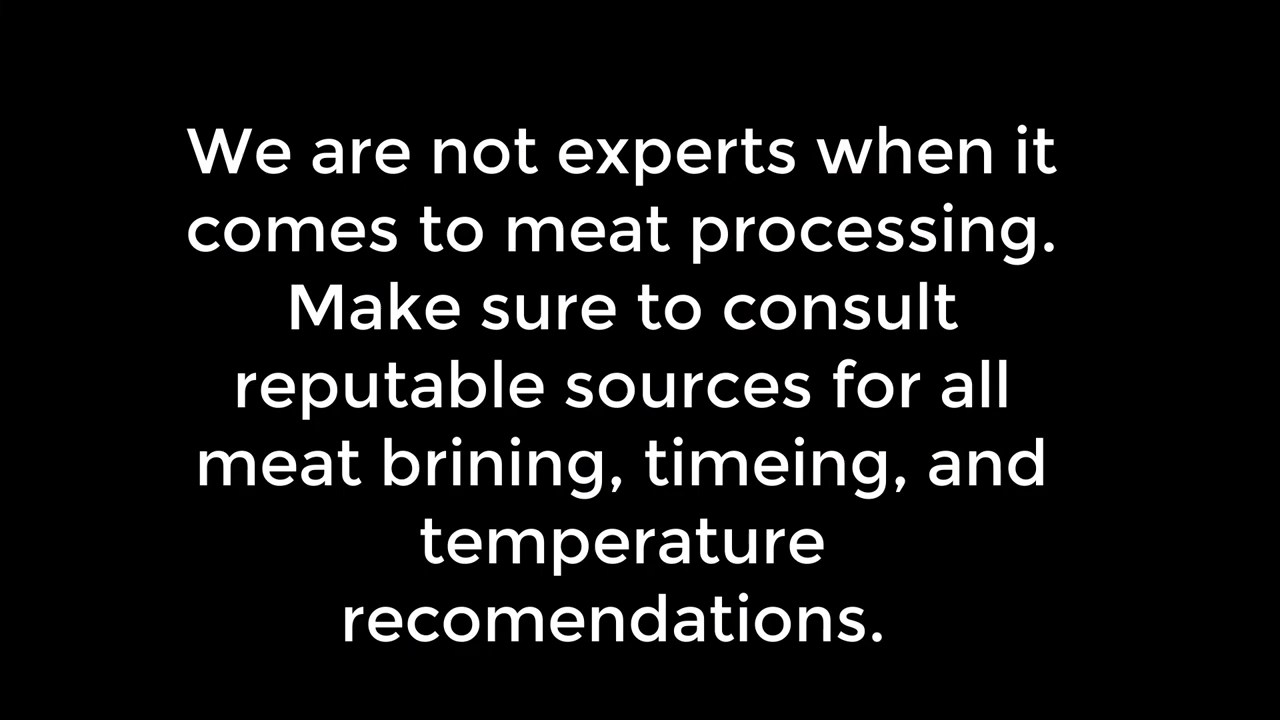 We are not experts when it
comes to meat processing.
Make sure to consult
reputable sources for all
meat brining, timeing, and
temperature
recomendations.